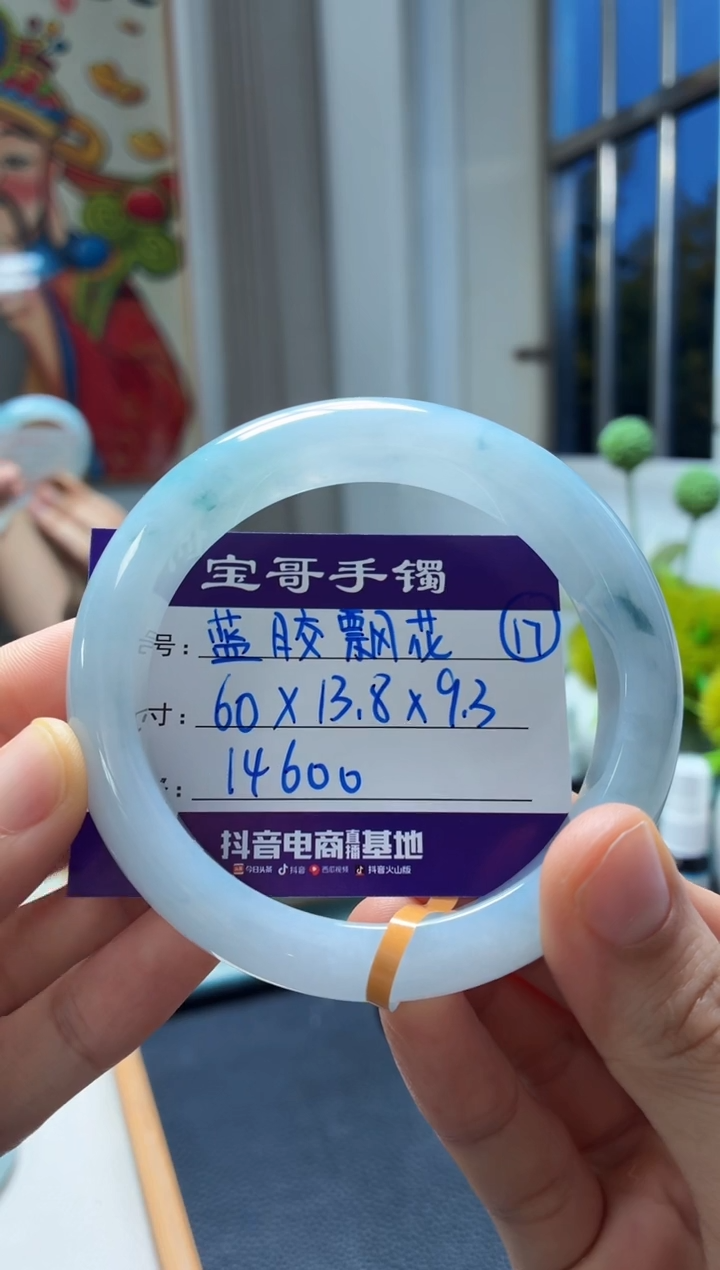 宝哥手镯
号：蓝胶飘花 ⑰
寸：60×13.8×9.3
：14600
抖音电商直播基地
今日头条 抖音 西瓜视频 抖音火山版